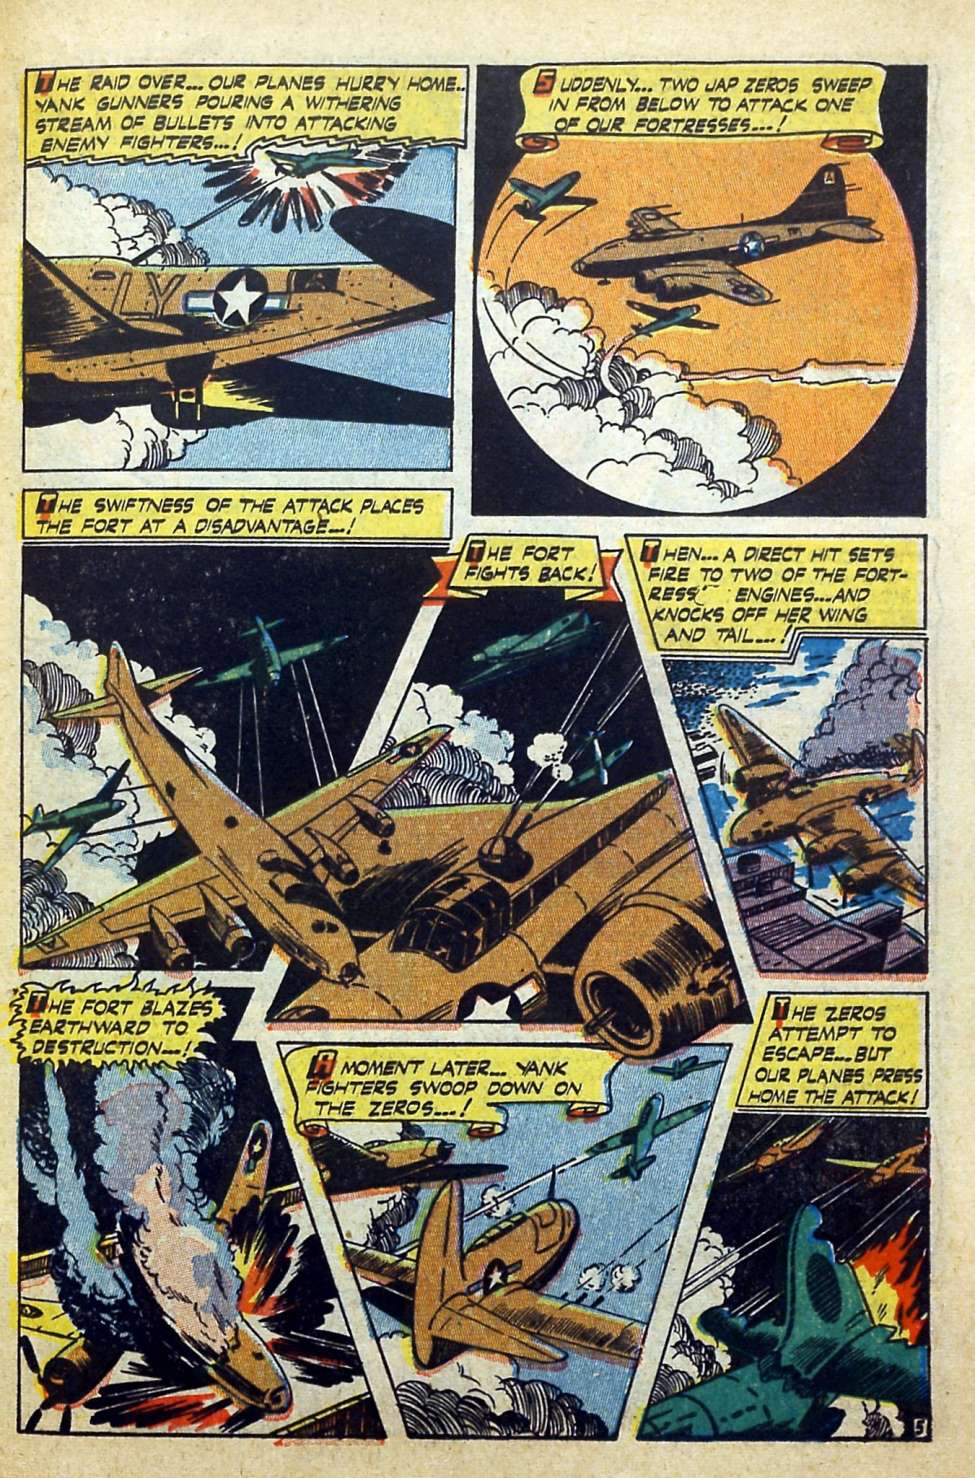 THE RAID OVER... OUR PLANES HURRY HOME..
YANK GUNNERS POURING A WITHERING
STREAM OF BULLETS INTO ATTACKING
ENEMY FIGHTERS...!
SUDDENLY... TWO JAP ZEROS SWEEP
IN FROM BELOW TO ATTACK ONE
OF OUR FORTRESSES...!
Y
A
THE SWIFTNESS OF THE ATTACK PLACES
THE FORT AT A DISADVANTAGE...!
THE FORT
FIGHTS BACK!
THEN... A DIRECT HIT SETS
FIRE TO TWO OF THE FORT-
RESS' ENGINES...AND
KNOCKS OFF HER WING
AND TAIL...!
THE FORT BLAZES
EARTHWARD TO
DESTRUCTION...!
A MOMENT LATER... YANK
FIGHTERS SWOOP DOWN ON
THE ZEROS...!
THE ZEROS
ATTEMPT TO
ESCAPE...BUT
OUR PLANES PRESS
HOME THE ATTACK!
5